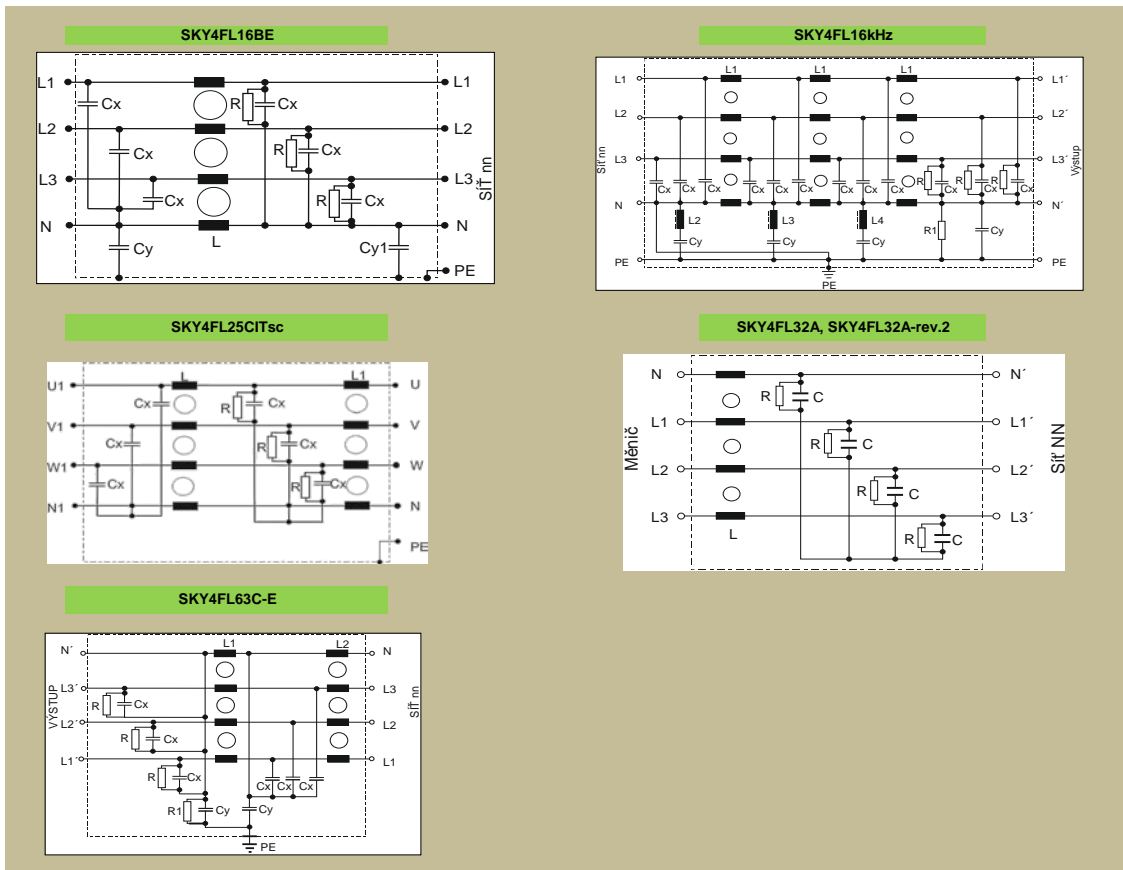 SKY4FL16BE
L1 L1
Cx R Cx
L2 L2
Cx R Cx
L3 L3
Cx R Cx
N L N
Cy Cy1
PE
SÍŤ nn
SKY4FL16kHz
L1 L1 L1 L1 L1´
L2 L2´
L3 L3´
R R R
Cx Cx Cx Cx Cx Cx Cx Cx Cx Cx Cx Cx
N N´
L2 L3 L4 R1 Cy
Cy Cy Cy
PE PE
PE
Síť nn
Výstup
SKY4FL25CITsc
L L1
U1 U
Cx R Cx
V1 V
Cx R Cx
W1 W
Cx R Cx
N1 N
PE
SKY4FL32A, SKY4FL32A-rev.2
N N´
R C
L1 L1´
R C
L2 L2´
R C
L3 L3´
L R C
Měnič
Síť NN
SKY4FL63C-E
L1 L2
N´ N
L3´ L3
R Cx
L2´ L2
R Cx
L1´ L1
R Cx Cx Cx Cx
R1 Cy Cy
PE
VÝSTUP
SÍŤ nn